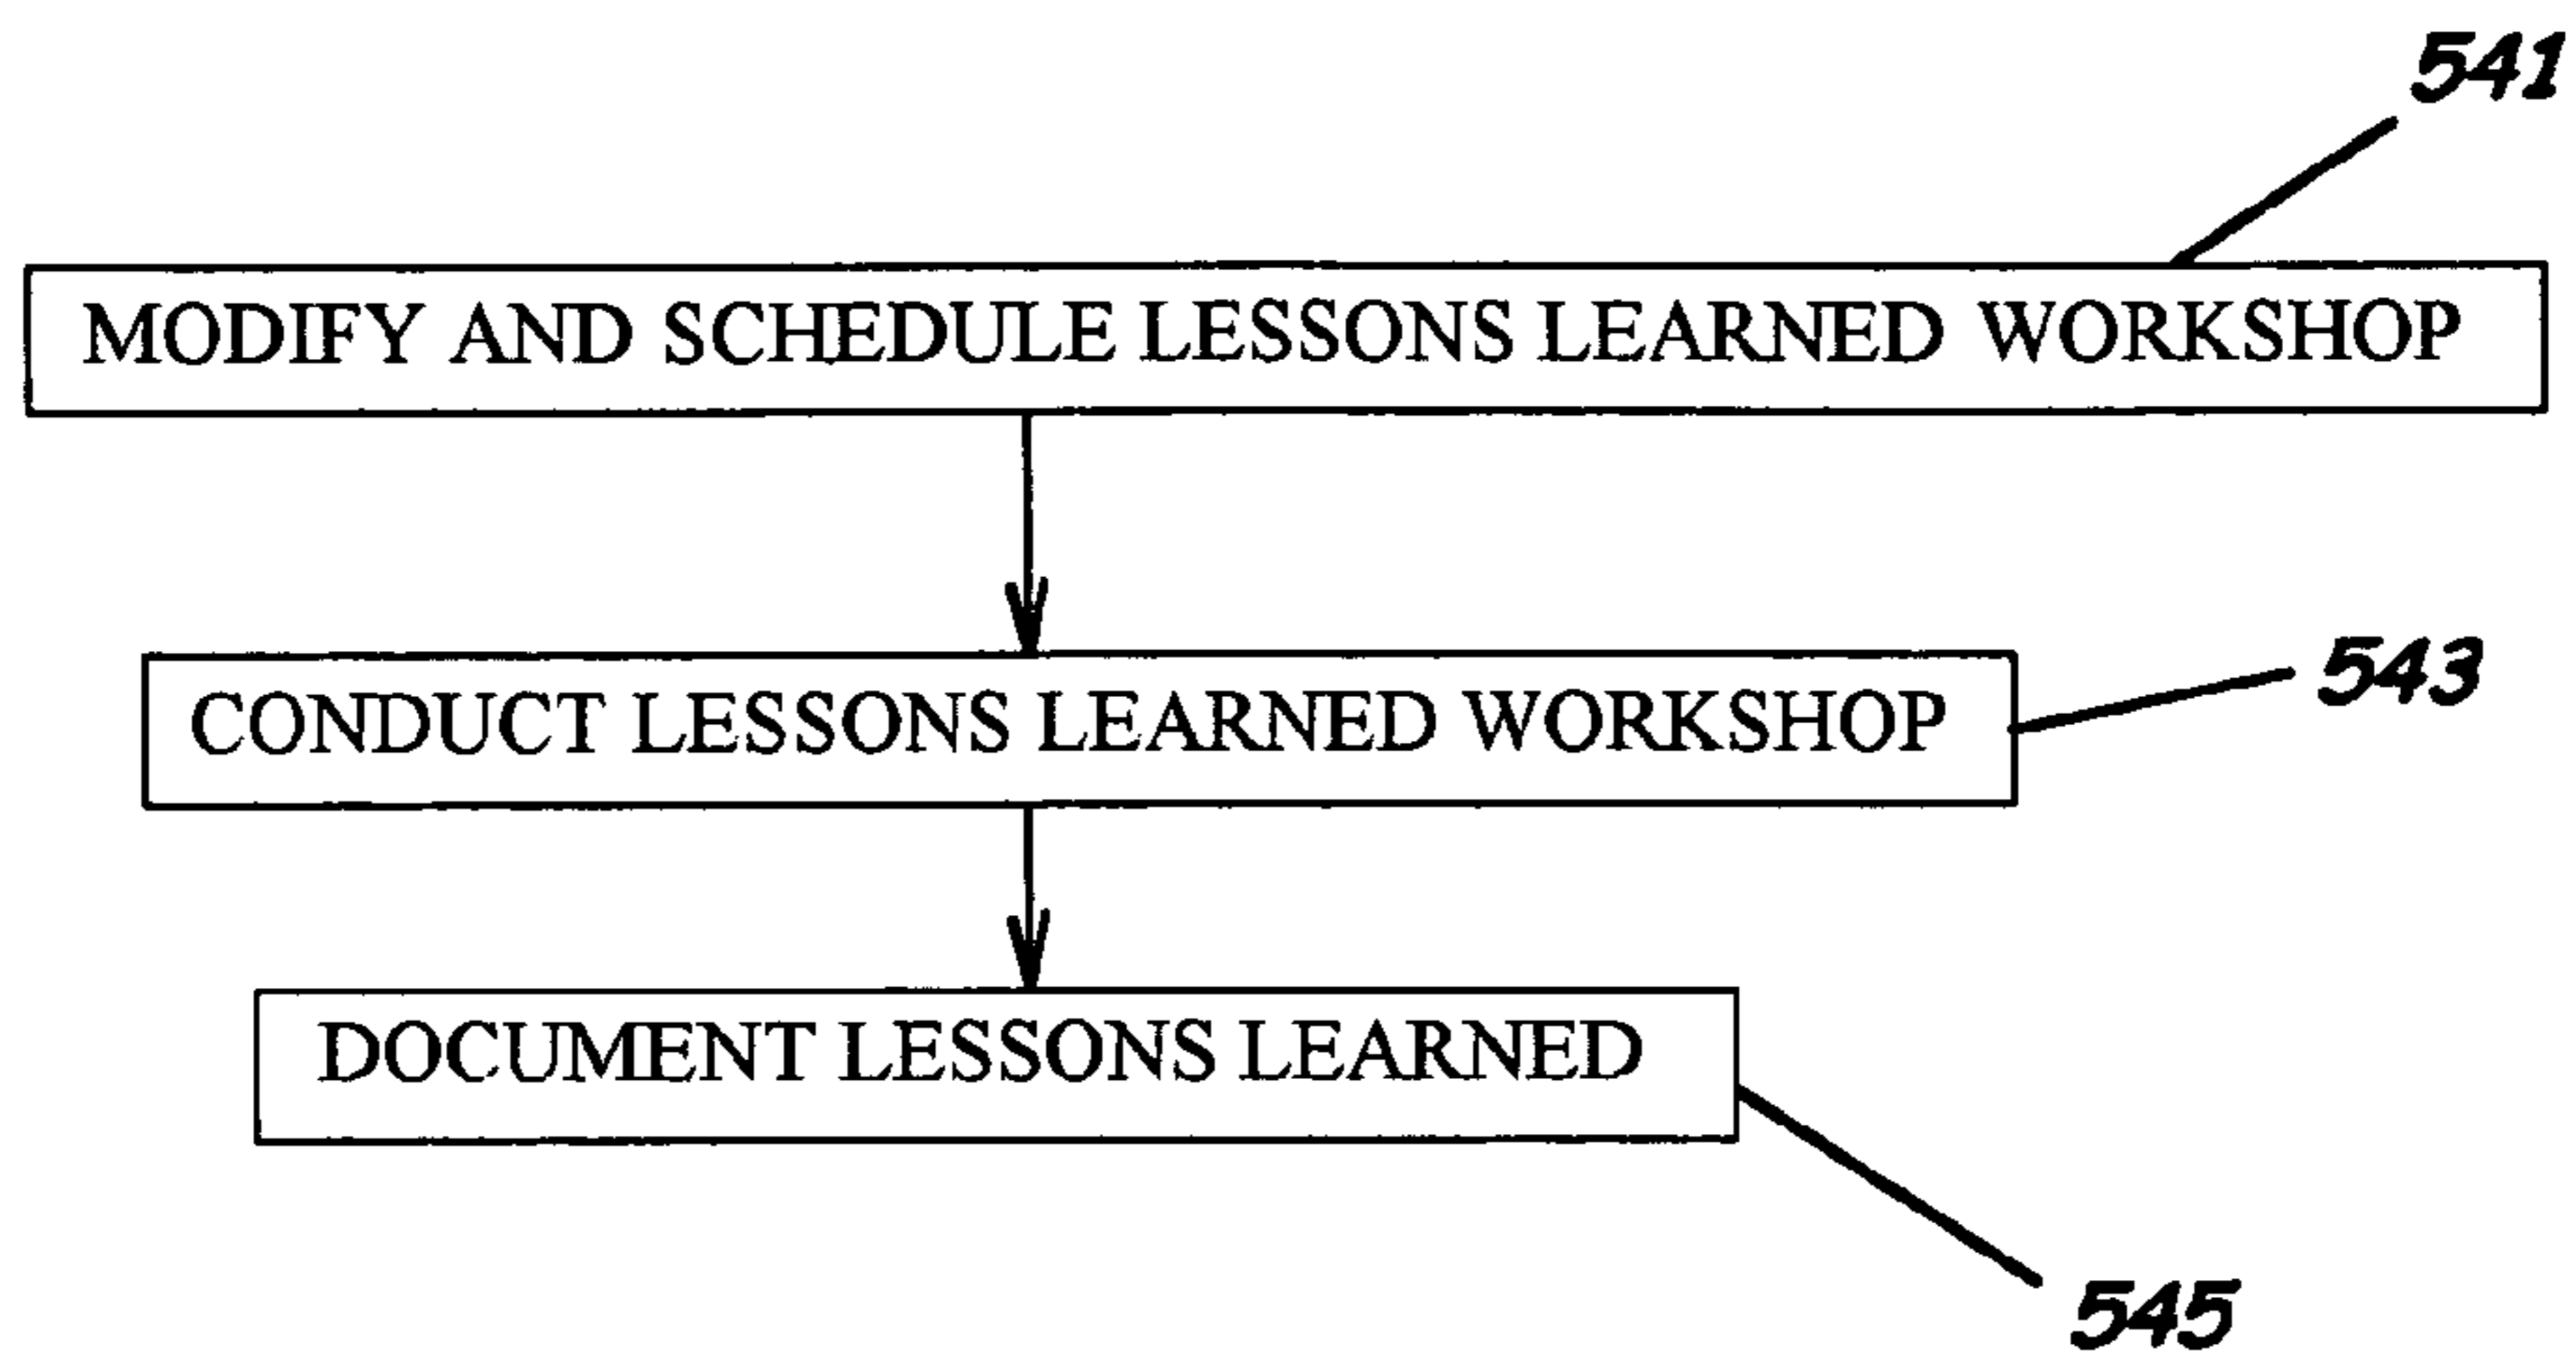 541
MODIFY AND SCHEDULE LESSONS LEARNED WORKSHOP
CONDUCT LESSONS LEARNED WORKSHOP
543
DOCUMENT LESSONS LEARNED
545